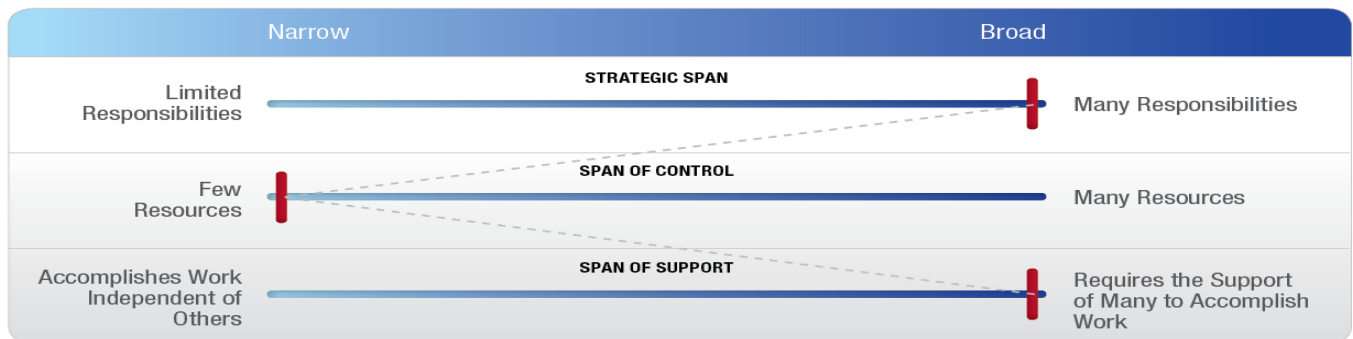 Narrow
Broad
STRATEGIC SPAN
Limited
Responsibilities
Many Responsibilities
SPAN OF CONTROL
Few
Resources
Many Resources
SPAN OF SUPPORT
Accomplishes Work
Independent of
Others
Requires the Support
of Many to Accomplish
Work